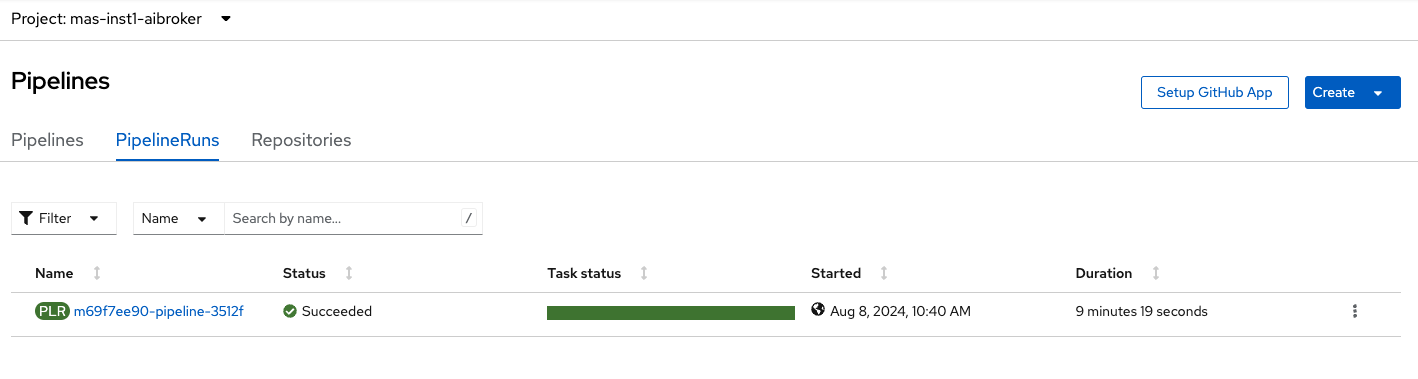 Project: mas-inst1-aibroker
Pipelines
Setup GitHub App
Create
Pipelines PipelineRuns Repositories
Filter Name Search by name... /
Name Status Task status Started Duration
PLR m69f7ee90-pipeline-3512f Succeeded Aug 8, 2024, 10:40 AM 9 minutes 19 seconds